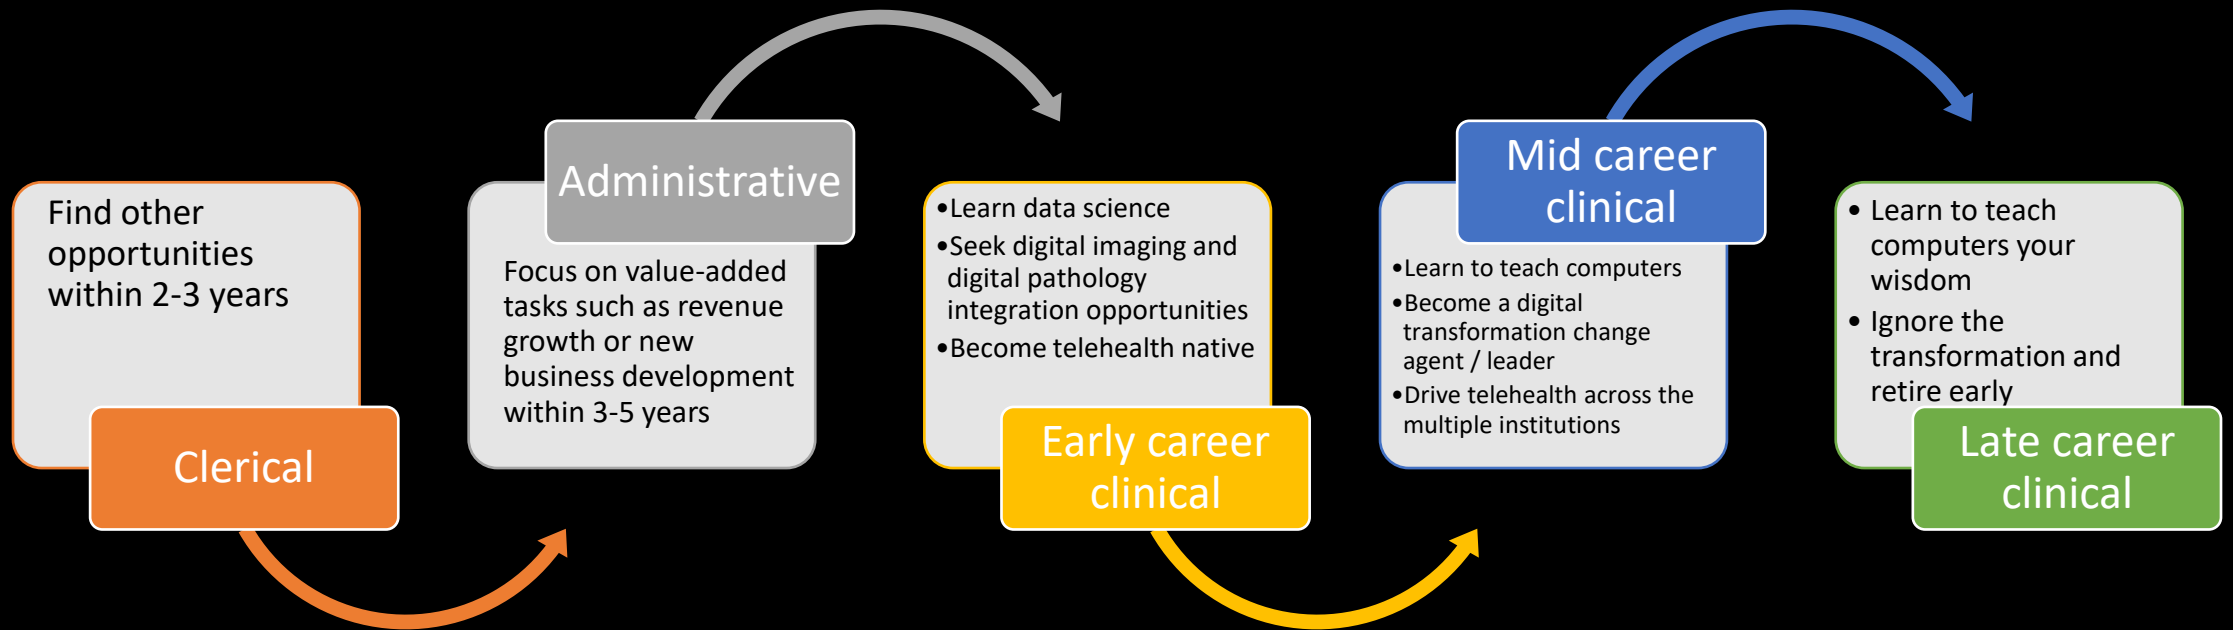 Find other
opportunities
within 2-3 years
Clerical
Administrative
Focus on value-added
tasks such as revenue
growth or new
business development
within 3-5 years
•Learn data science
•Seek digital imaging and
digital pathology
integration opportunities
•Become telehealth native
Early career
clinical
Mid career
clinical
•Learn to teach computers
•Become a digital
transformation change
agent / leader
•Drive telehealth across the
multiple institutions
• Learn to teach
computers your
wisdom
• Ignore the
transformation and
retire early
Late career
clinical